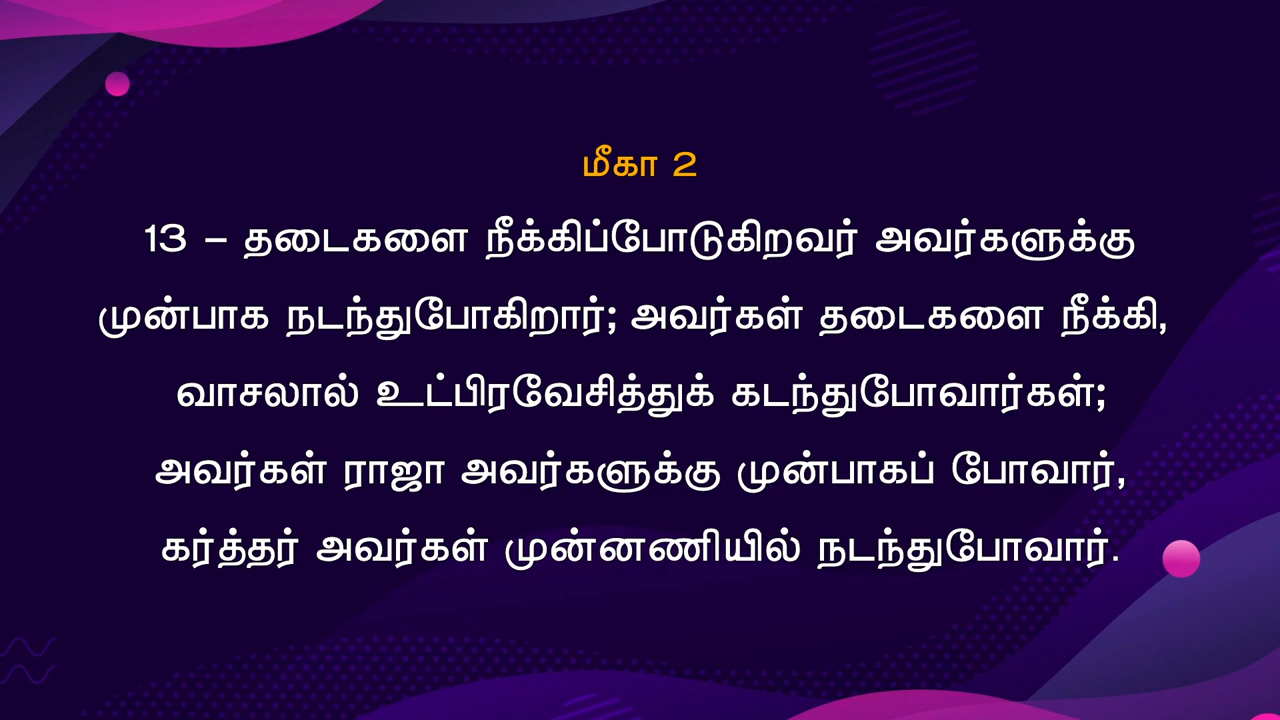 மீகா 2
13 - தடைகளை நீக்கிப்போடுகிறவர் அவர்களுக்கு
முன்பாக நடந்துபோகிறார்; அவர்கள் தடைகளை நீக்கி,
வாசலால் உட்பிரவேசித்துக் கடந்துபோவார்கள்;
அவர்கள் ராஜா அவர்களுக்கு முன்பாகப் போவார்,
கர்த்தர் அவர்கள் முன்னணியில் நடந்துபோவார்.